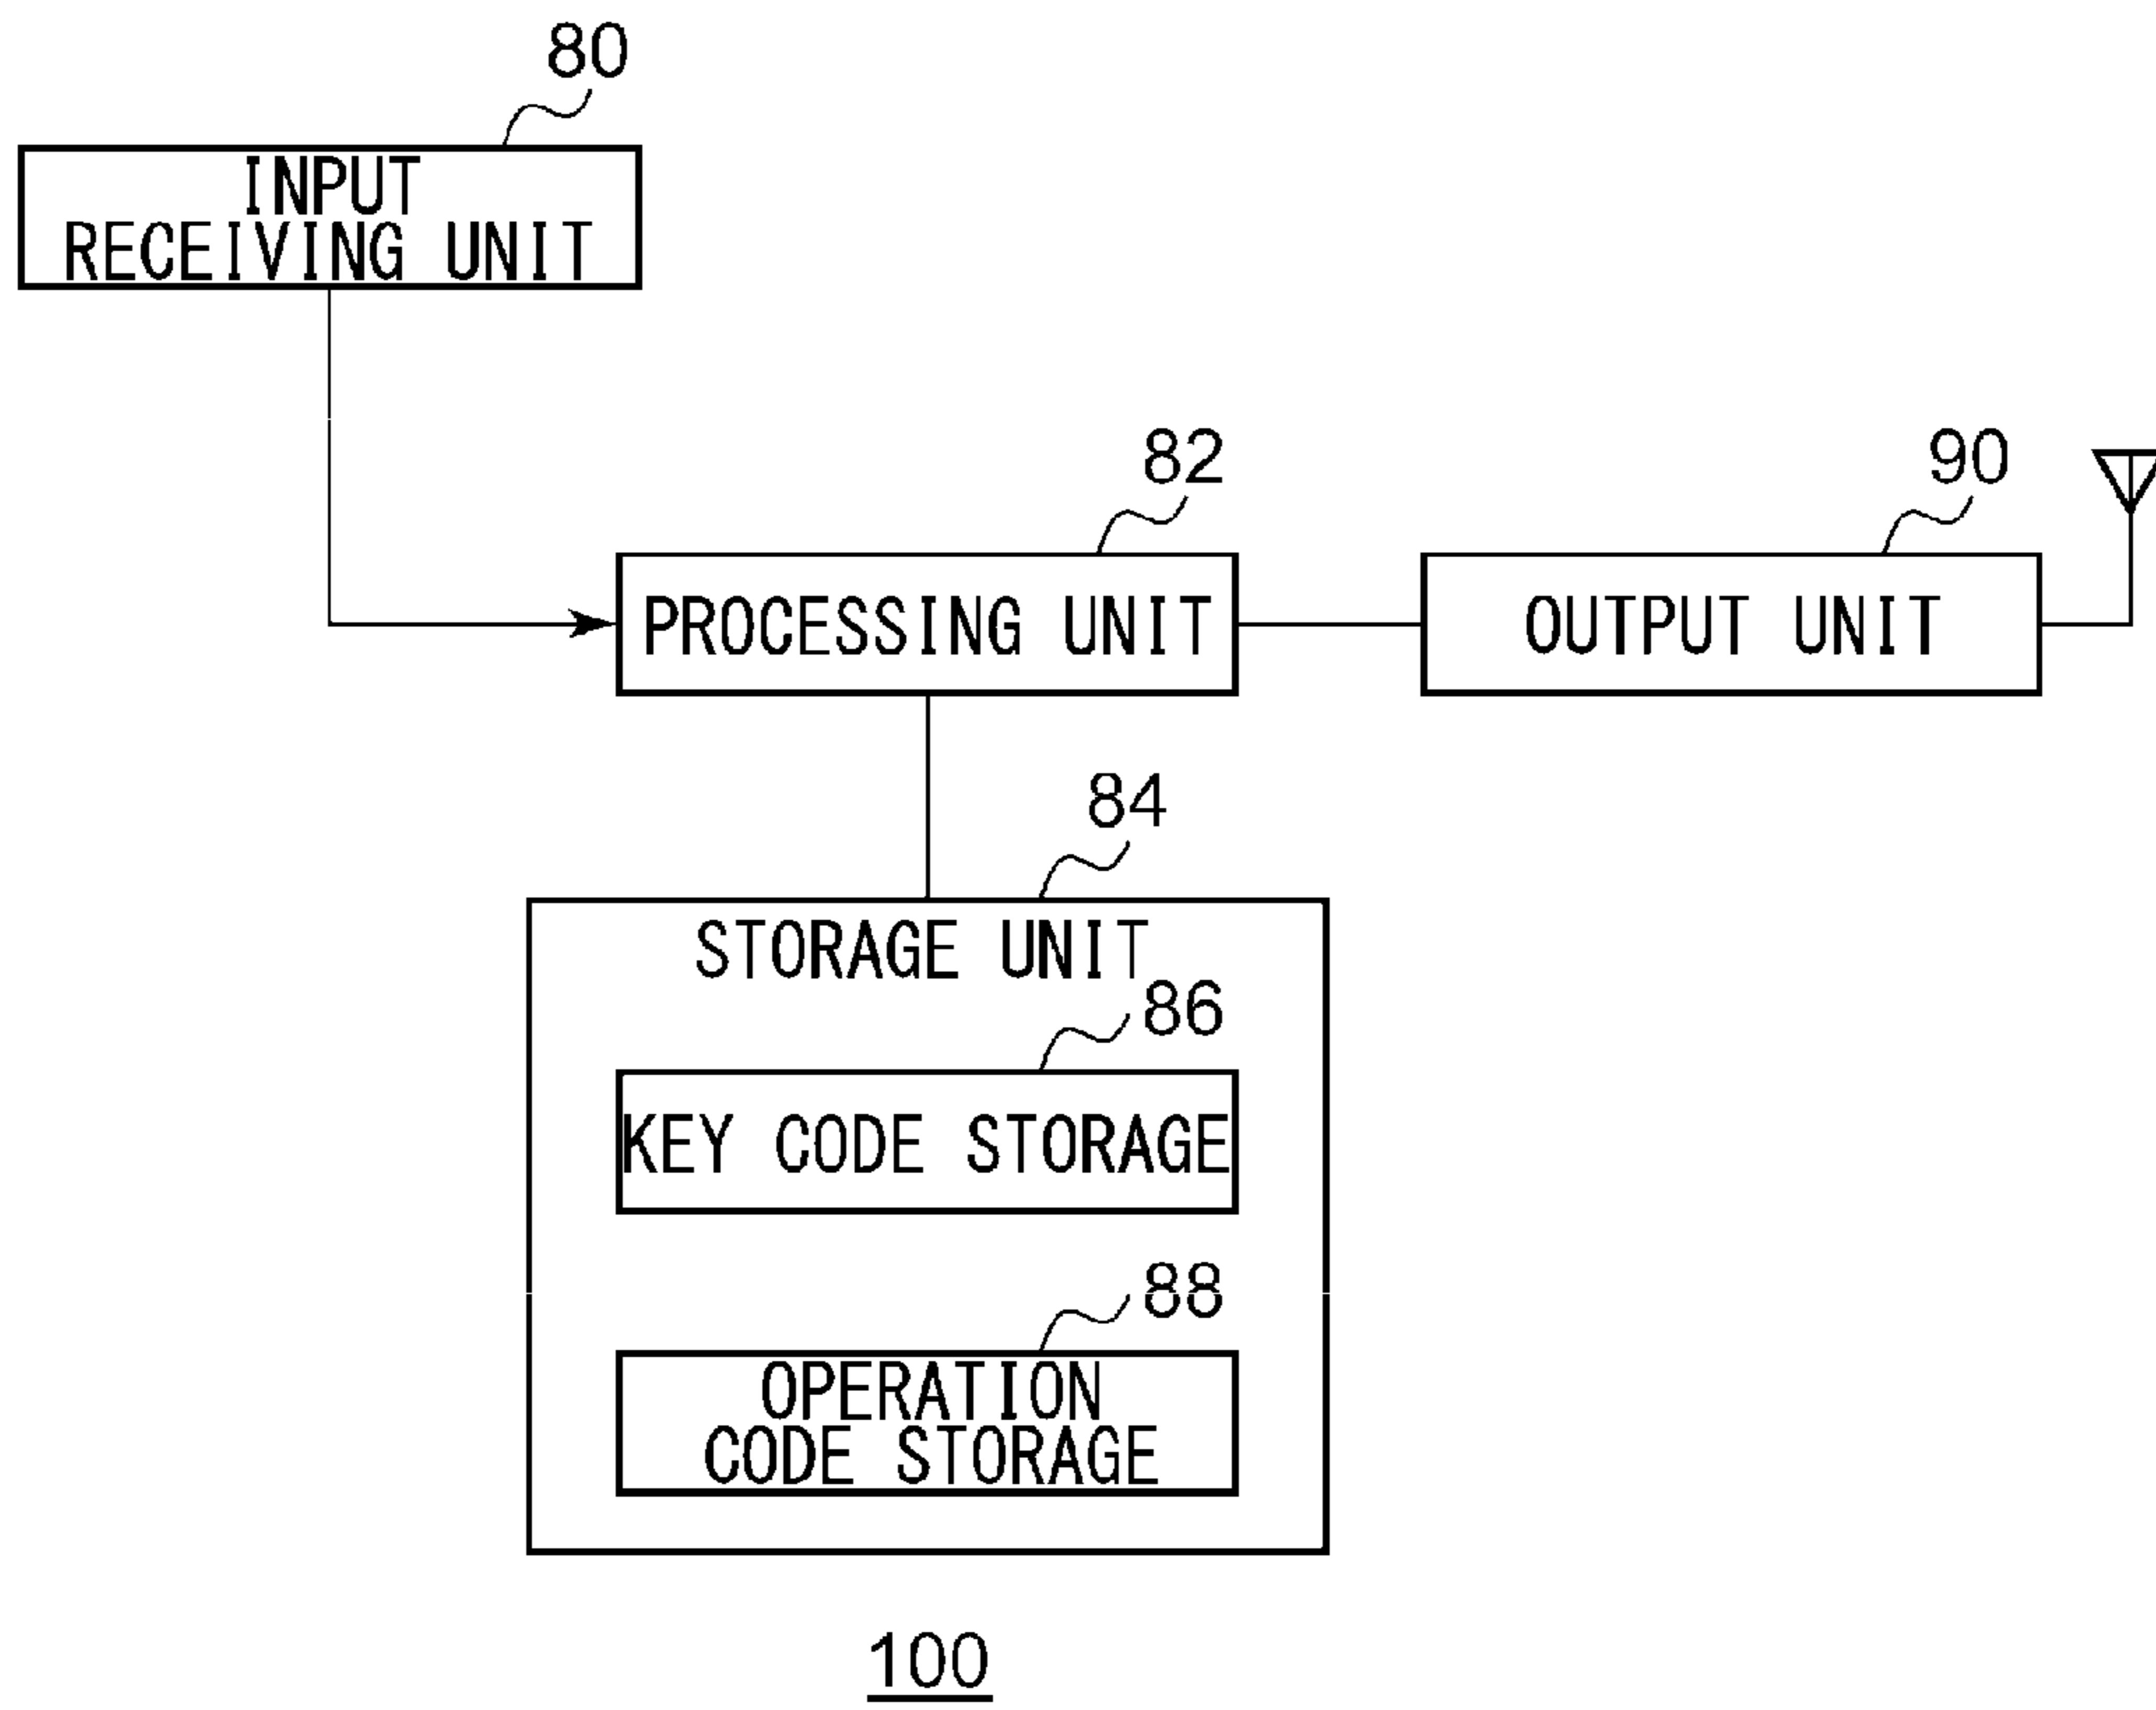 80
INPUT
RECEIVING UNIT
82
90
PROCESSING UNIT
OUTPUT UNIT
84
STORAGE UNIT
86
KEY CODE STORAGE
88
OPERATION
CODE STORAGE
100